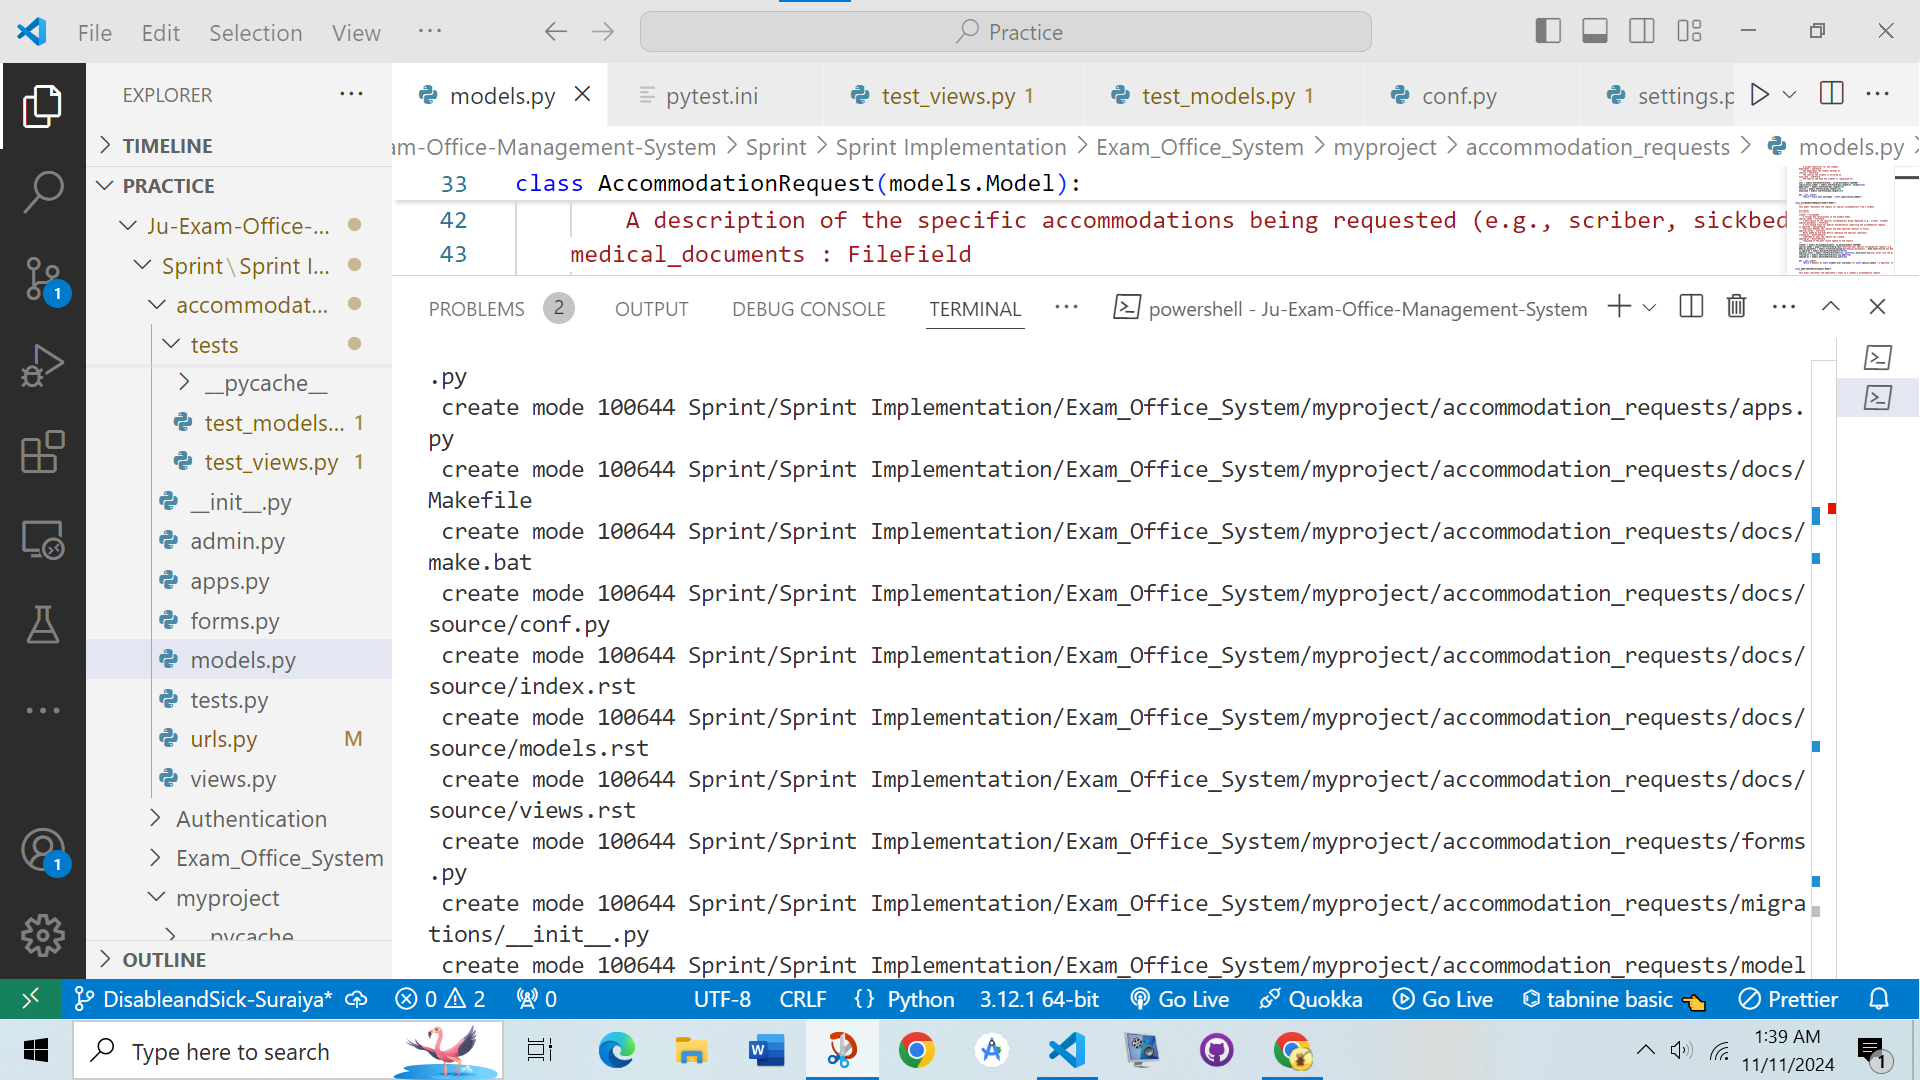 File Edit Selection View ··· Practice
EXPLORER ···
models.py pytest.ini test_views.py 1 test_models.py 1 conf.py settings.p ···
am-Office-Management-System > Sprint > Sprint Implementation > Exam_Office_System > myproject > accommodation_requests > models.py >
33 class AccommodationRequest(models.Model):
42 A description of the specific accommodations being requested (e.g., scriber, sickbed
43 medical_documents : FileField
TIMELINE
PRACTICE
Ju-Exam-Office-...
Sprint\Sprint I...
accommodat...
tests
__pycache__
test_models... 1
test_views.py 1
__init__.py
admin.py
apps.py
forms.py
models.py
tests.py
urls.py M
views.py
Authentication
Exam_Office_System
myproject
__pycache__
OUTLINE
1
1
PROBLEMS 2 OUTPUT DEBUG CONSOLE TERMINAL ··· powershell - Ju-Exam-Office-Management-System ···
.py
create mode 100644 Sprint/Sprint Implementation/Exam_Office_System/myproject/accommodation_requests/apps.
py
create mode 100644 Sprint/Sprint Implementation/Exam_Office_System/myproject/accommodation_requests/docs/
Makefile
create mode 100644 Sprint/Sprint Implementation/Exam_Office_System/myproject/accommodation_requests/docs/
make.bat
create mode 100644 Sprint/Sprint Implementation/Exam_Office_System/myproject/accommodation_requests/docs/
source/conf.py
create mode 100644 Sprint/Sprint Implementation/Exam_Office_System/myproject/accommodation_requests/docs/
source/index.rst
create mode 100644 Sprint/Sprint Implementation/Exam_Office_System/myproject/accommodation_requests/docs/
source/models.rst
create mode 100644 Sprint/Sprint Implementation/Exam_Office_System/myproject/accommodation_requests/docs/
source/views.rst
create mode 100644 Sprint/Sprint Implementation/Exam_Office_System/myproject/accommodation_requests/forms
.py
create mode 100644 Sprint/Sprint Implementation/Exam_Office_System/myproject/accommodation_requests/migra
tions/__init__.py
create mode 100644 Sprint/Sprint Implementation/Exam_Office_System/myproject/accommodation_requests/model
DisableandSick-Suraiya* 0 2 0 UTF-8 CRLF {} Python 3.12.1 64-bit Go Live Quokka Go Live tabnine basic Prettier
Type here to search
1:39 AM
11/11/2024
1